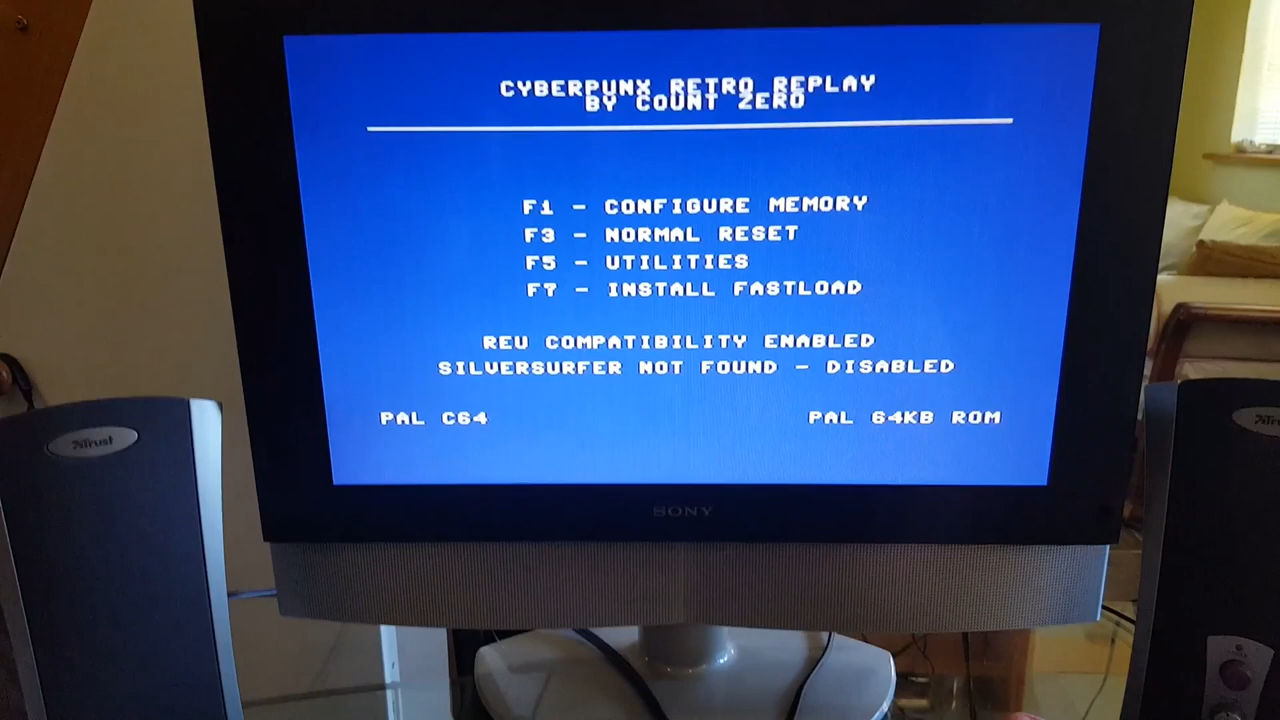 CYBERPUNX RETRO REPLAY
BY COUNT ZERO
F1 - CONFIGURE MEMORY
F3 - NORMAL RESET
F5 - UTILITIES
F7 - INSTALL FASTLOAD
REU COMPATIBILITY ENABLED
SILVERSURFER NOT FOUND - DISABLED
PAL C64 PAL 64KB ROM
SONY
Trust